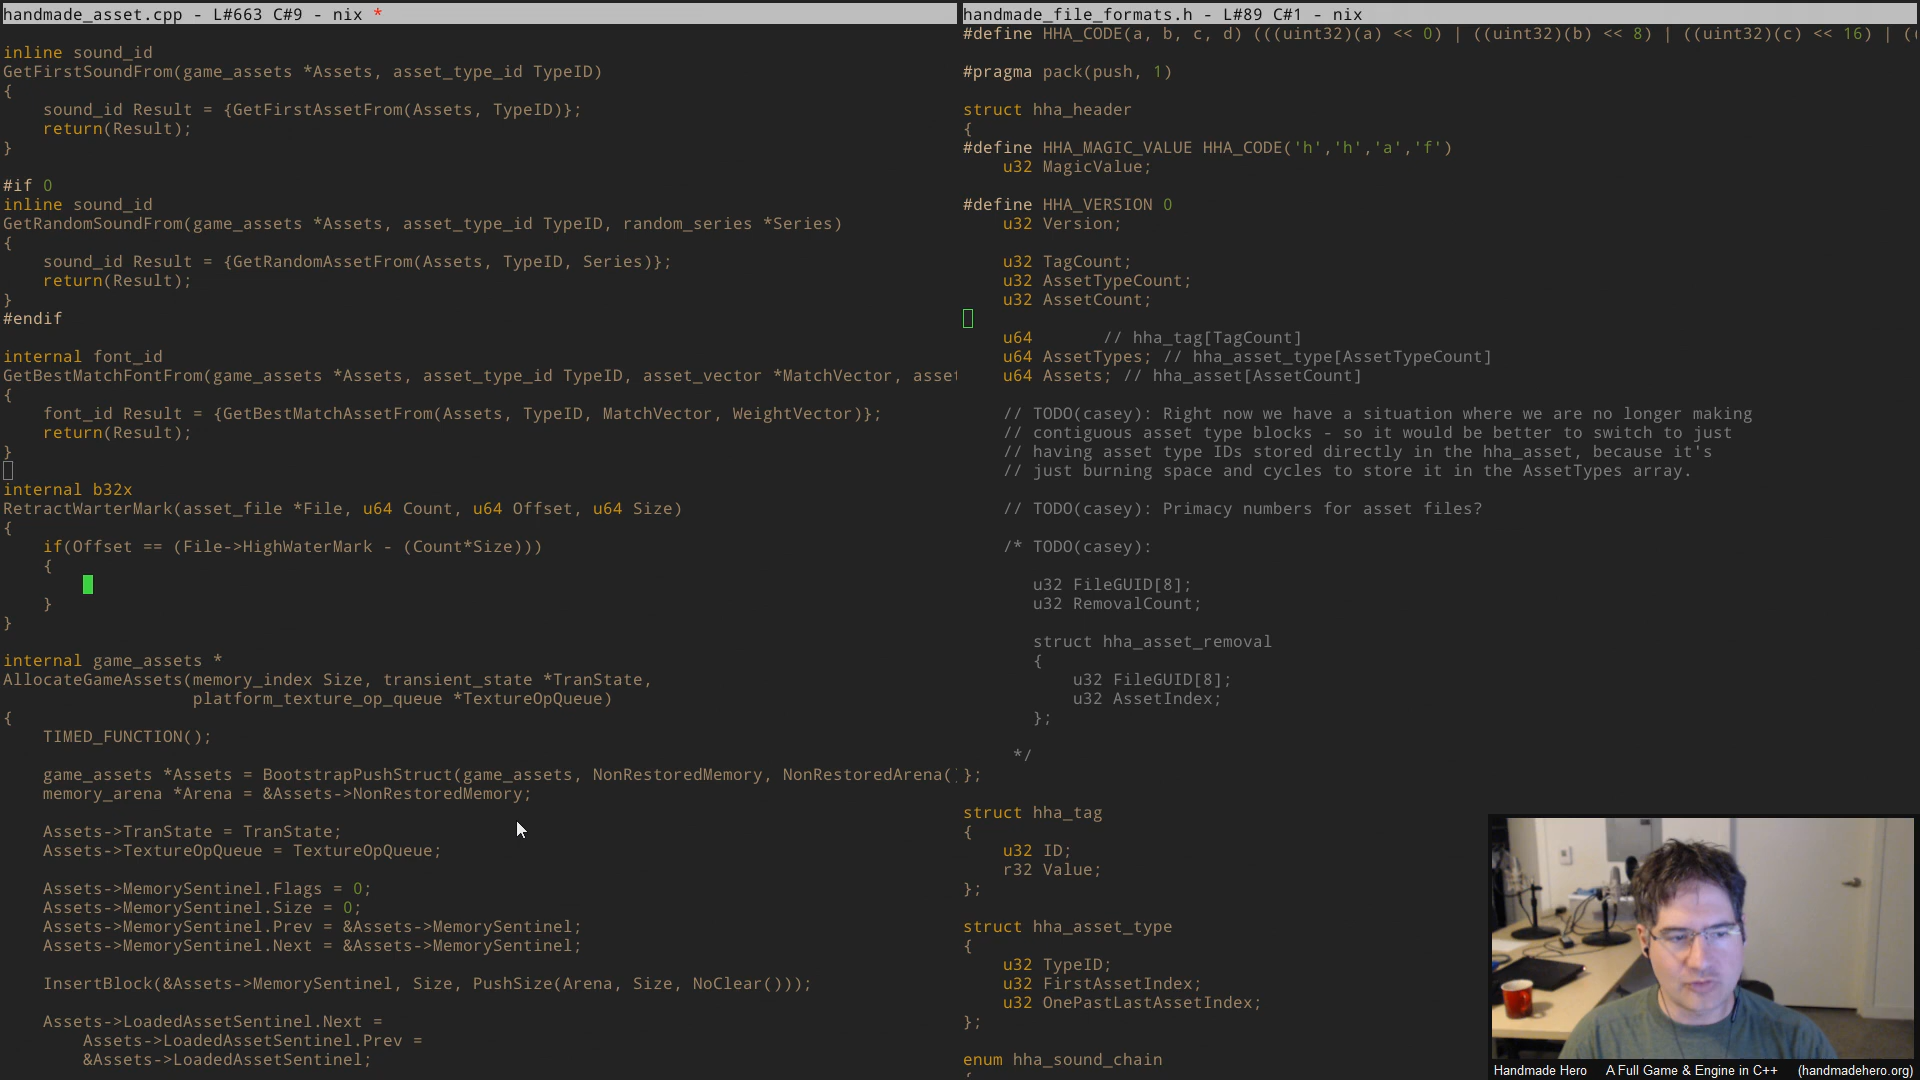 handmade_asset.cpp - L#663 C#9 - nix *
inline sound_id
GetFirstSoundFrom(game_assets *Assets, asset_type_id TypeID)
{
    sound_id Result = {GetFirstAssetFrom(Assets, TypeID)};
    return(Result);
}
#if 0
inline sound_id
GetRandomSoundFrom(game_assets *Assets, asset_type_id TypeID, random_series *Series)
{
    sound_id Result = {GetRandomAssetFrom(Assets, TypeID, Series)};
    return(Result);
}
#endif
internal font_id
GetBestMatchFontFrom(game_assets *Assets, asset_type_id TypeID, asset_vector *MatchVector, asset
{
    font_id Result = {GetBestMatchAssetFrom(Assets, TypeID, MatchVector, WeightVector)};
    return(Result);
}
internal b32x
RetractWarterMark(asset_file *File, u64 Count, u64 Offset, u64 Size)
{
    if(Offset == (File->HighWaterMark - (Count*Size)))
    {
    }
}
internal game_assets *
AllocateGameAssets(memory_index Size, transient_state *TranState,
                   platform_texture_op_queue *TextureOpQueue)
{
    TIMED_FUNCTION();
    game_assets *Assets = BootstrapPushStruct(game_assets, NonRestoredMemory, NonRestoredArena()
    memory_arena *Arena = &Assets->NonRestoredMemory;
    Assets->TranState = TranState;
    Assets->TextureOpQueue = TextureOpQueue;
    Assets->MemorySentinel.Flags = 0;
    Assets->MemorySentinel.Size = 0;
    Assets->MemorySentinel.Prev = &Assets->MemorySentinel;
    Assets->MemorySentinel.Next = &Assets->MemorySentinel;
    InsertBlock(&Assets->MemorySentinel, Size, PushSize(Arena, Size, NoClear()));
    Assets->LoadedAssetSentinel.Next =
        Assets->LoadedAssetSentinel.Prev =
        &Assets->LoadedAssetSentinel;
handmade_file_formats.h - L#89 C#1 - nix
#define HHA_CODE(a, b, c, d) (((uint32)(a) << 0) | ((uint32)(b) << 8) | ((uint32)(c) << 16) | ((
#pragma pack(push, 1)
struct hha_header
{
#define HHA_MAGIC_VALUE HHA_CODE('h','h','a','f')
    u32 MagicValue;
#define HHA_VERSION 0
    u32 Version;
    u32 TagCount;
    u32 AssetTypeCount;
    u32 AssetCount;
    u64       // hha_tag[TagCount]
    u64 AssetTypes; // hha_asset_type[AssetTypeCount]
    u64 Assets; // hha_asset[AssetCount]
    // TODO(casey): Right now we have a situation where we are no longer making
    // contiguous asset type blocks - so it would be better to switch to just
    // having asset type IDs stored directly in the hha_asset, because it's
    // just burning space and cycles to store it in the AssetTypes array.
    // TODO(casey): Primacy numbers for asset files?
    /* TODO(casey):
       u32 FileGUID[8];
       u32 RemovalCount;
       struct hha_asset_removal
       {
           u32 FileGUID[8];
           u32 AssetIndex;
       };
     */
};
struct hha_tag
{
    u32 ID;
    r32 Value;
};
struct hha_asset_type
{
    u32 TypeID;
    u32 FirstAssetIndex;
    u32 OnePastLastAssetIndex;
};
enum hha_sound_chain
Handmade Hero A Full Game & Engine in C++ (handmadehero.org)